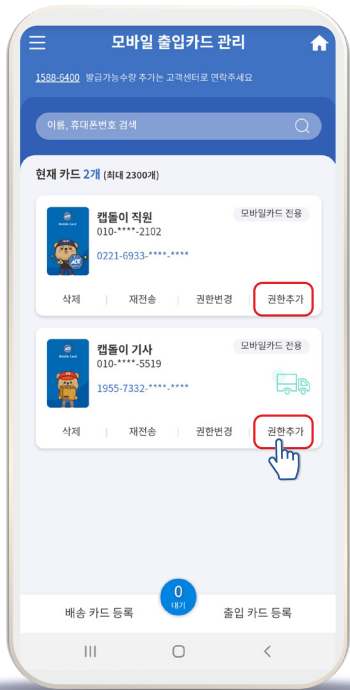 모바일 출입카드 관리
1588-6400 발급가능수량 추가는 고객센터로 연락주세요
이름, 휴대폰번호 검색
현재 카드 2개 (최대 2300개)
캡돌이 직원
모바일카드 전용
010-****-2102
0221-6933-****-****
삭제 재전송 권한변경 권한추가
캡돌이 기사
모바일카드 전용
010-****-5519
1955-7332-****-****
삭제 재전송 권한변경 권한추가
0
대기
배송 카드 등록 출입 카드 등록